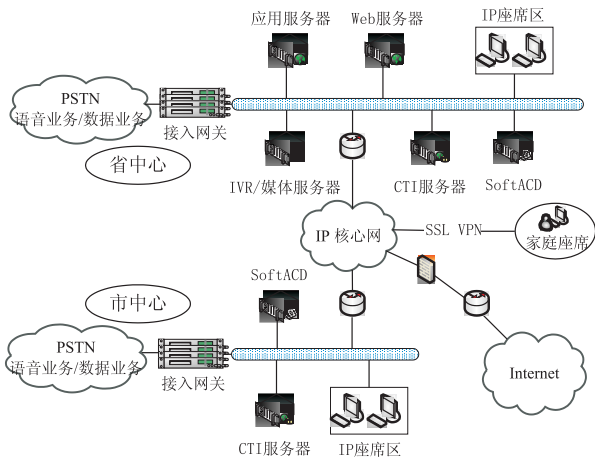 应用服务器
Web服务器
IP座席区
PSTN
语音业务/数据业务
接入网关
省中心
IVR/媒体服务器
CTI服务器
SoftACD
IP 核心网
SSL VPN
家庭座席
SoftACD
市中心
PSTN
语音业务/数据业务
接入网关
Internet
CTI服务器
IP座席区